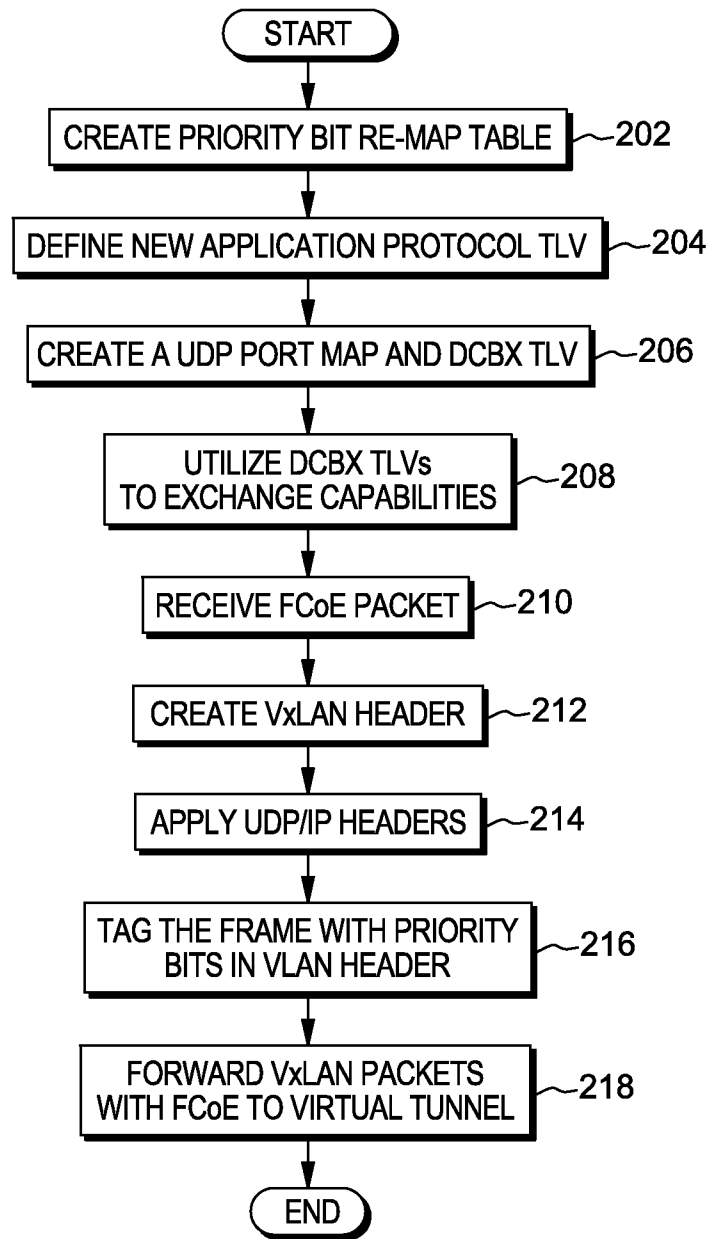 START
CREATE PRIORITY BIT RE-MAP TABLE 202
DEFINE NEW APPLICATION PROTOCOL TLV 204
CREATE A UDP PORT MAP AND DCBX TLV 206
UTILIZE DCBX TLVs
TO EXCHANGE CAPABILITIES 208
RECEIVE FCoE PACKET 210
CREATE VxLAN HEADER 212
APPLY UDP/IP HEADERS 214
TAG THE FRAME WITH PRIORITY
BITS IN VLAN HEADER 216
FORWARD VxLAN PACKETS
WITH FCoE TO VIRTUAL TUNNEL 218
END